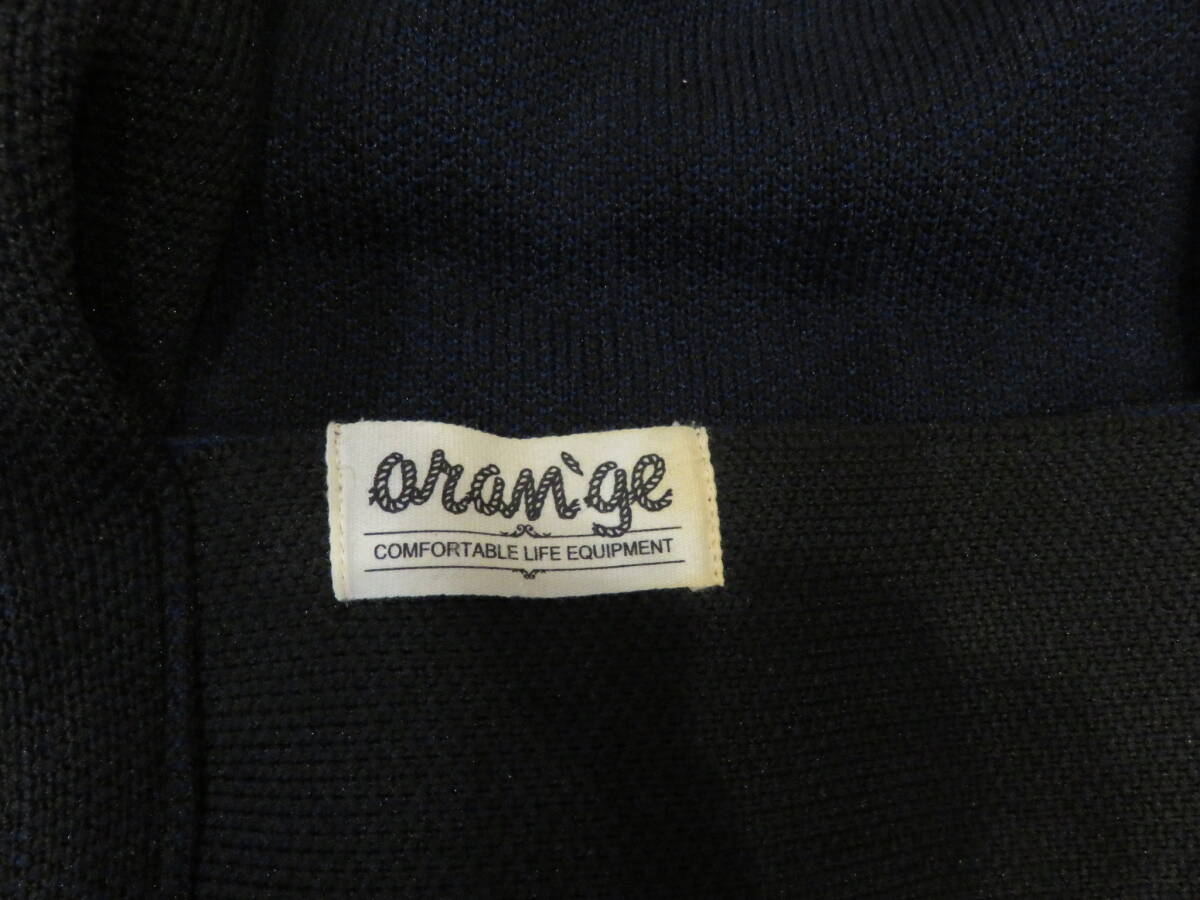 oran'ge
COMFORTABLE LIFE EQUIPMENT